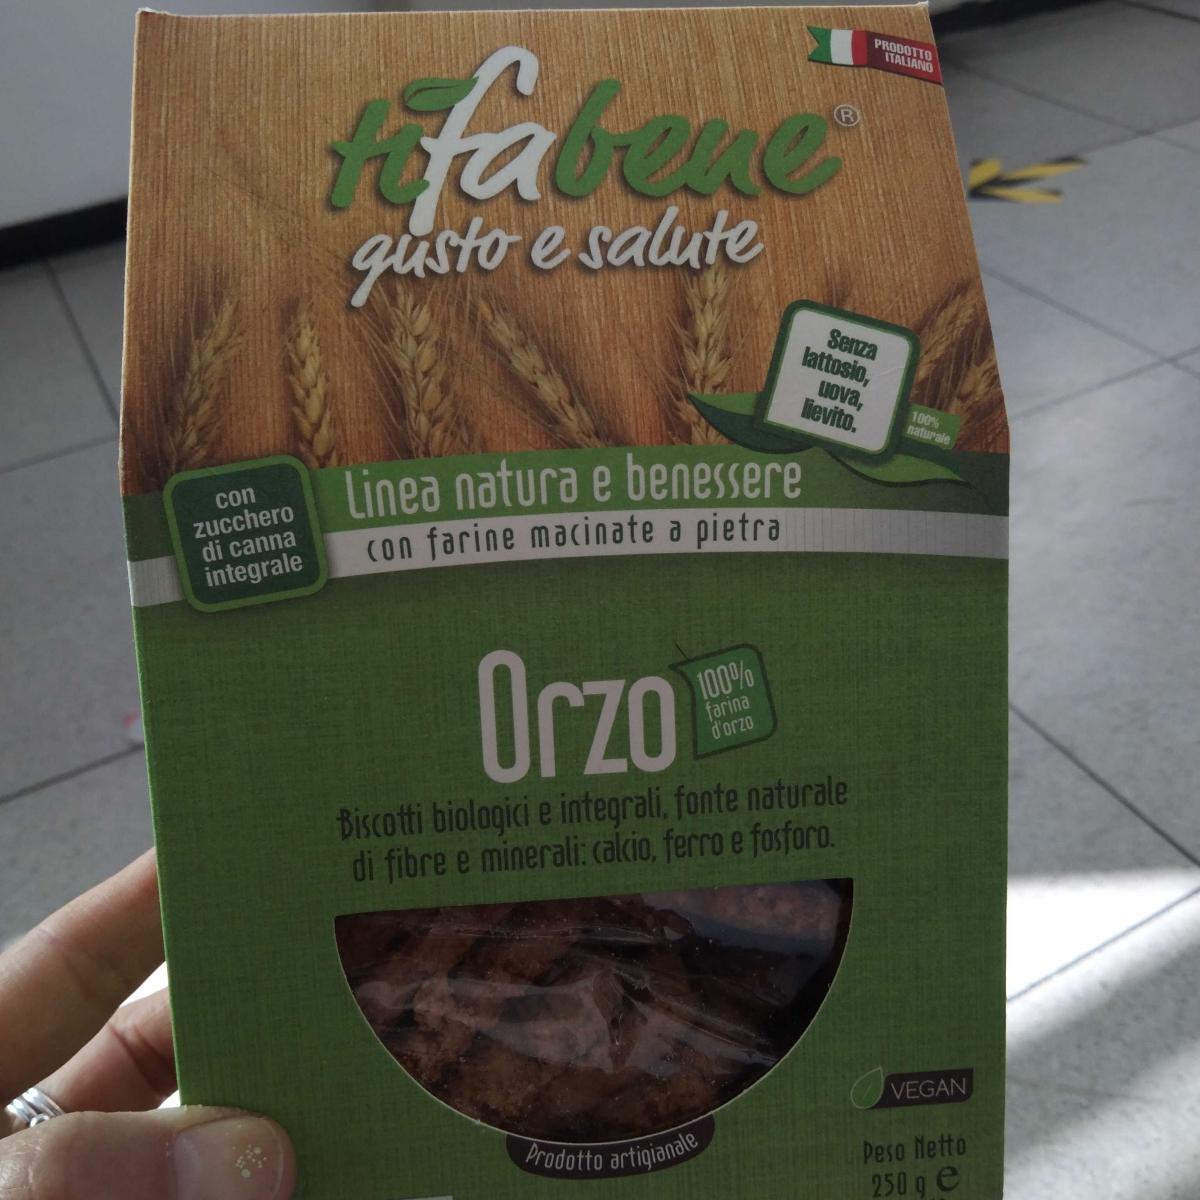 PRODOTTO
ITALIANO
tifabene®
gusto e salute
Senza
lattosio,
uova,
lievito.
100%
naturale
con
zucchero
di canna
integrale
Linea natura e benessere
con farine macinate a pietra
Orzo
100%
farina
d'orzo
Biscotti biologici e integrali, fonte naturale
di fibre e minerali: calcio, ferro e fosforo.
VEGAN
Prodotto artigianale
Peso Netto
250 g e